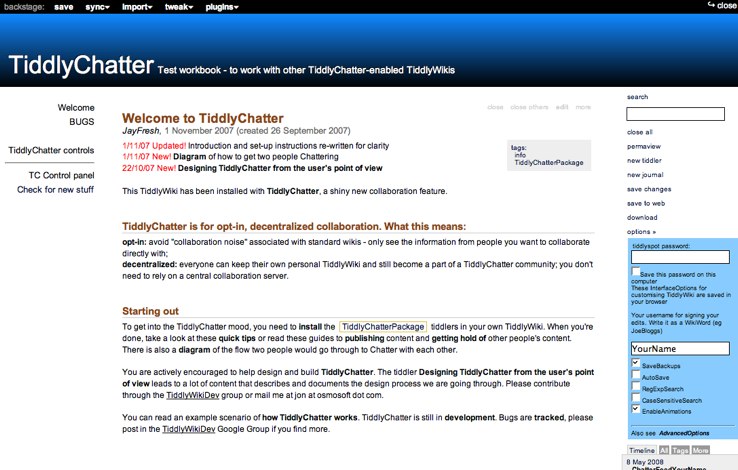 backstage: save sync▾ import▾ tweak▾ plugins▾ ↪ close
TiddlyChatter Test workbook - to work with other TiddlyChatter-enabled TiddlyWikis
Welcome
BUGS
TiddlyChatter controls
TC Control panel
Check for new stuff
close close others edit more
Welcome to TiddlyChatter
JayFresh, 1 November 2007 (created 26 September 2007)
tags:
info
TiddlyChatterPackage
1/11/07 Updated! Introduction and set-up instructions re-written for clarity
1/11/07 New! Diagram of how to get two people Chattering
22/10/07 New! Designing TiddlyChatter from the user's point of view
This TiddlyWiki has been installed with TiddlyChatter, a shiny new collaboration feature.
TiddlyChatter is for opt-in, decentralized collaboration. What this means:
opt-in: avoid "collaboration noise" associated with standard wikis - only see the information from people you want to collaborate
directly with;
decentralized: everyone can keep their own personal TiddlyWiki and still become a part of a TiddlyChatter community; you don't
need to rely on a central collaboration server.
Starting out
To get into the TiddlyChatter mood, you need to install the TiddlyChatterPackage tiddlers in your own TiddlyWiki. When you're
done, take a look at these quick tips or read these guides to publishing content and getting hold of other people's content.
There is also a diagram of the flow two people would go through to Chatter with each other.
You are actively encouraged to help design and build TiddlyChatter. The tiddler Designing TiddlyChatter from the user's point
of view leads to a lot of content that describes and documents the design process we are going through. Please contribute
through the TiddlyWikiDev group or mail me at jon at osmosoft dot com.
You can read an example scenario of how TiddlyChatter works. TiddlyChatter is still in development. Bugs are tracked, please
post in the TiddlyWikiDev Google Group if you find more.
search
close all
permaview
new tiddler
new journal
save changes
save to web
download
options »
tiddlyspot password:
Save this password on this
computer
These InterfaceOptions for
customising TiddlyWiki are saved in
your browser
Your username for signing your
edits. Write it as a WikiWord (eg
JoeBloggs)
YourName
SaveBackups
AutoSave
RegExpSearch
CaseSensitiveSearch
EnableAnimations
Also see AdvancedOptions
Timeline All Tags More
8 May 2008
ChatterFeedYourName